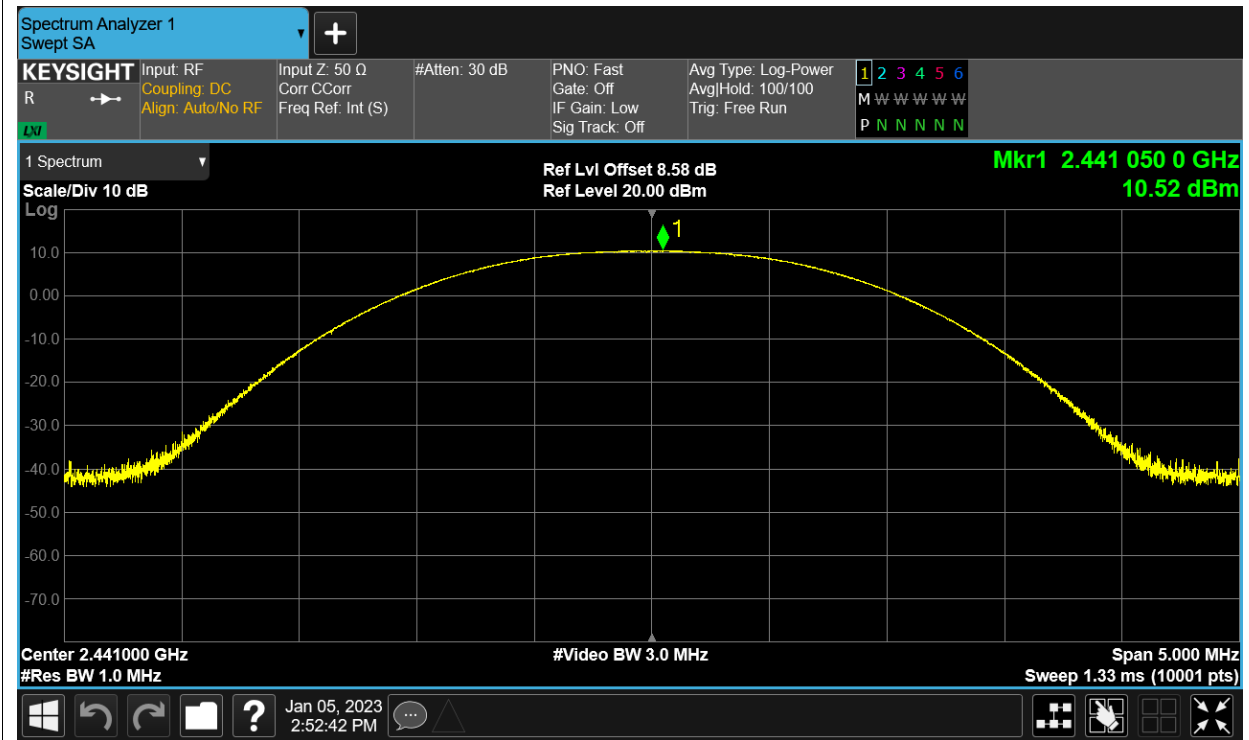 Spectrum Analyzer 1
Swept SA
KEYSIGHT
R
LXI
Input: RF
Coupling: DC
Align: Auto/No RF
Input Z: 50 Ω
Corr CCorr
Freq Ref: Int (S)
#Atten: 30 dB
PNO: Fast
Gate: Off
IF Gain: Low
Sig Track: Off
Avg Type: Log-Power
Avg|Hold: 100/100
Trig: Free Run
1 2 3 4 5 6
M W W W W W
P N N N N N
1 Spectrum
Scale/Div 10 dB
Log
Ref Lvl Offset 8.58 dB
Ref Level 20.00 dBm
Mkr1 2.441 050 0 GHz
10.52 dBm
1
10.0
0.00
-10.0
-20.0
-30.0
-40.0
-50.0
-60.0
-70.0
Center 2.441000 GHz
#Res BW 1.0 MHz
#Video BW 3.0 MHz
Span 5.000 MHz
Sweep 1.33 ms (10001 pts)
?
Jan 05, 2023
2:52:42 PM